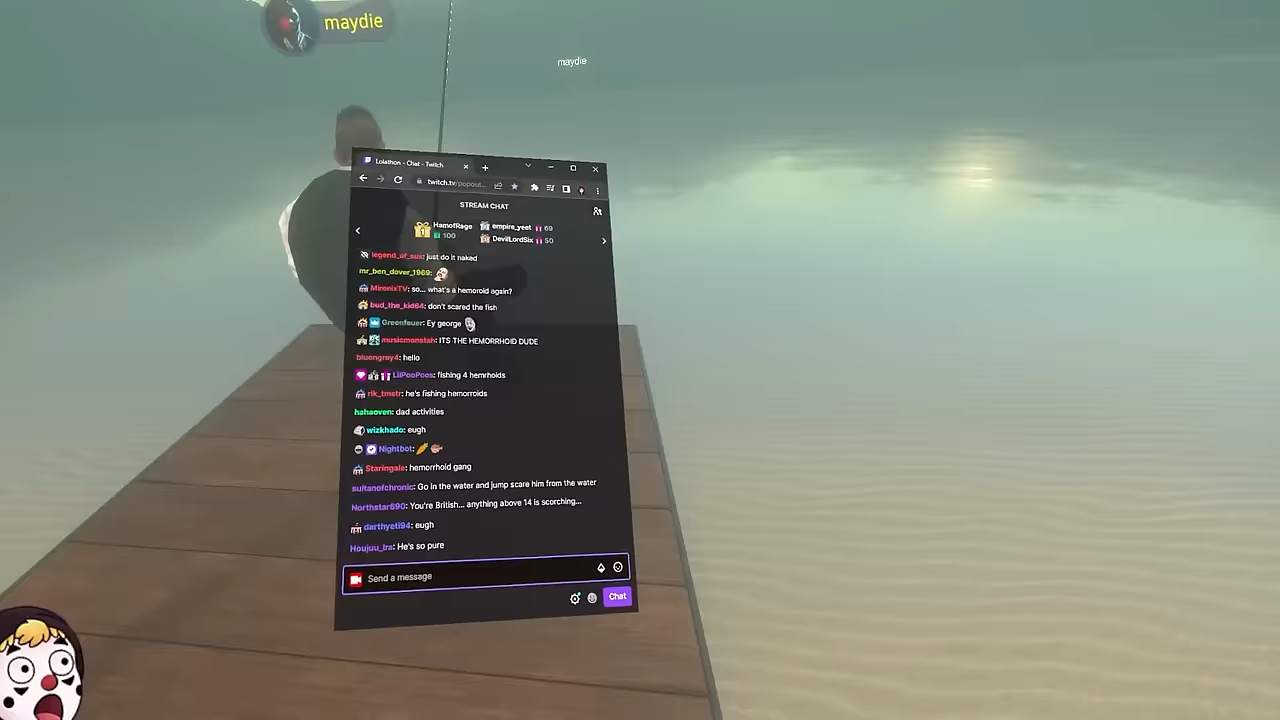 maydie
maydie
Lolathon - Chat - Twitch
twitch.tv/popout...
STREAM CHAT
HamofRage
100
empire_yeet 69
DevilLordSix 50
legend_of_sus: just do it naked
mr_ben_dover_1969:
MironixTV: so... what's a hemoroid again?
bud_the_kid64: don't scared the fish
Greenfeuer: Ey george
musicmonstah: ITS THE HEMORRHOID DUDE
bluengrey4: hello
LilPooPoos: fishing 4 hemrhoids
rik_tmstr: he's fishing hemorroids
hahaoven: dad activities
wizkhado: eugh
Nightbot:
Staringale: hemorrhoid gang
sultanofchronic: Go in the water and jump scare him from the water
Northstar690: You're British... anything above 14 is scorching...
darthyeti94: eugh
Houjuu_Ira: He's so pure
Send a message
Chat